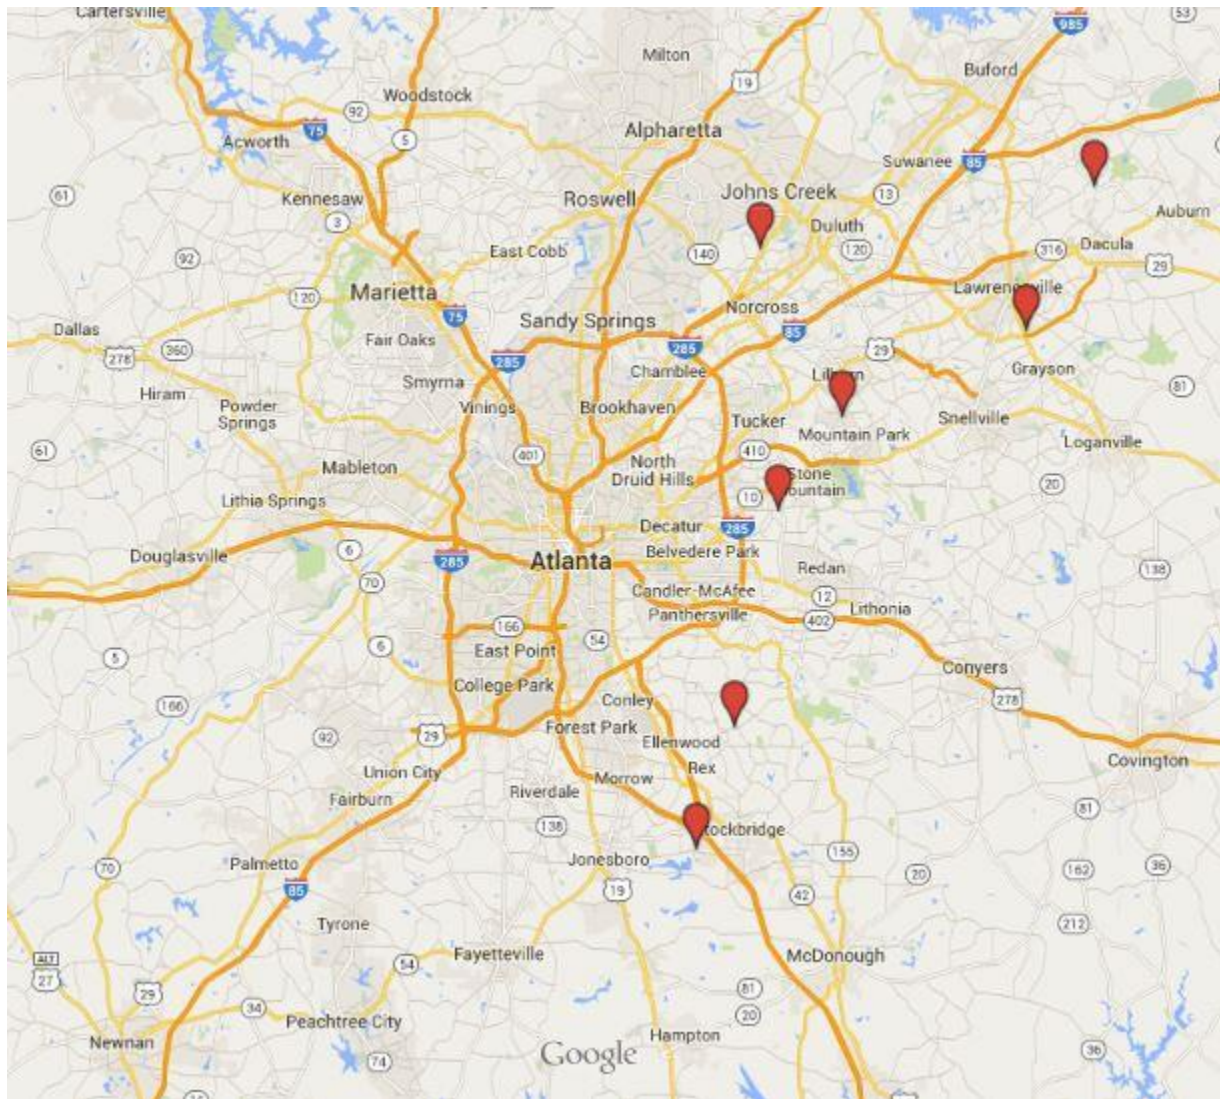 Cartersville
985
53
Milton
19
Buford
Woodstock
92
Alpharetta
75
5
Acworth
Suwanee
85
61
Kennesaw
Roswell
Johns Creek
13
3
Duluth
Auburn
92
East Cobb
140
120
316
Dacula
29
120
Marietta
Lawrenceville
75
Sandy Springs
Norcross
85
Dallas
278
360
Fair Oaks
285
285
29
Chamblee
Lilburn
Grayson
Hiram
Smyrna
81
Powder
Springs
Vinings
Brookhaven
Tucker
Snellville
Mountain Park
Loganville
61
401
410
Mableton
North
Druid Hills
Stone
Mountain
20
Lithia Springs
10
Decatur
285
Douglasville
6
285
Atlanta
Belvedere Park
Redan
138
70
Candler-McAfee
12
Lithonia
Panthersville
402
166
54
5
6
East Point
Conyers
College Park
278
166
Conley
92
29
Forest Park
Ellenwood
Covington
Union City
Morrow
Rex
Fairburn
Riverdale
81
138
Stockbridge
155
Palmetto
70
Jonesboro
20
162
36
85
19
42
Tyrone
212
ALT
27
54
Fayetteville
McDonough
29
34
81
20
Peachtree City
Newnan
Hampton
36
74
Google